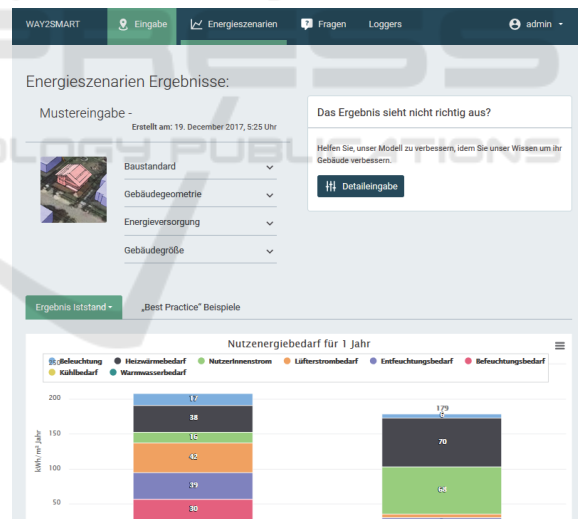 WAY2SMART Eingabe Energieszenarien Fragen Loggers admin
Energieszenarien Ergebnisse:
Mustereingabe -
Erstellt am: 19. December 2017, 5:25 Uhr
Baustandard
Gebäudegeometrie
Energieversorgung
Gebäudegröße
Das Ergebnis sieht nicht richtig aus?
Helfen Sie, unser Modell zu verbessern, idem Sie unser Wissen um ihr
Gebäude verbessern.
Detaileingabe
Ergebnis Iststand „Best Practice" Beispiele
Nutzenergiebedarf für 1 Jahr
Beleuchtung Heizwärmebedarf NutzerInnenstrom Lüfterstrombedarf Entfeuchtungsbedarf Befeuchtungsbedarf
Kühlbedarf Warmwasserbedarf
kWh/m² Jahr
250
200
150
100
50
17
38
16
42
39
30
179
6
70
68